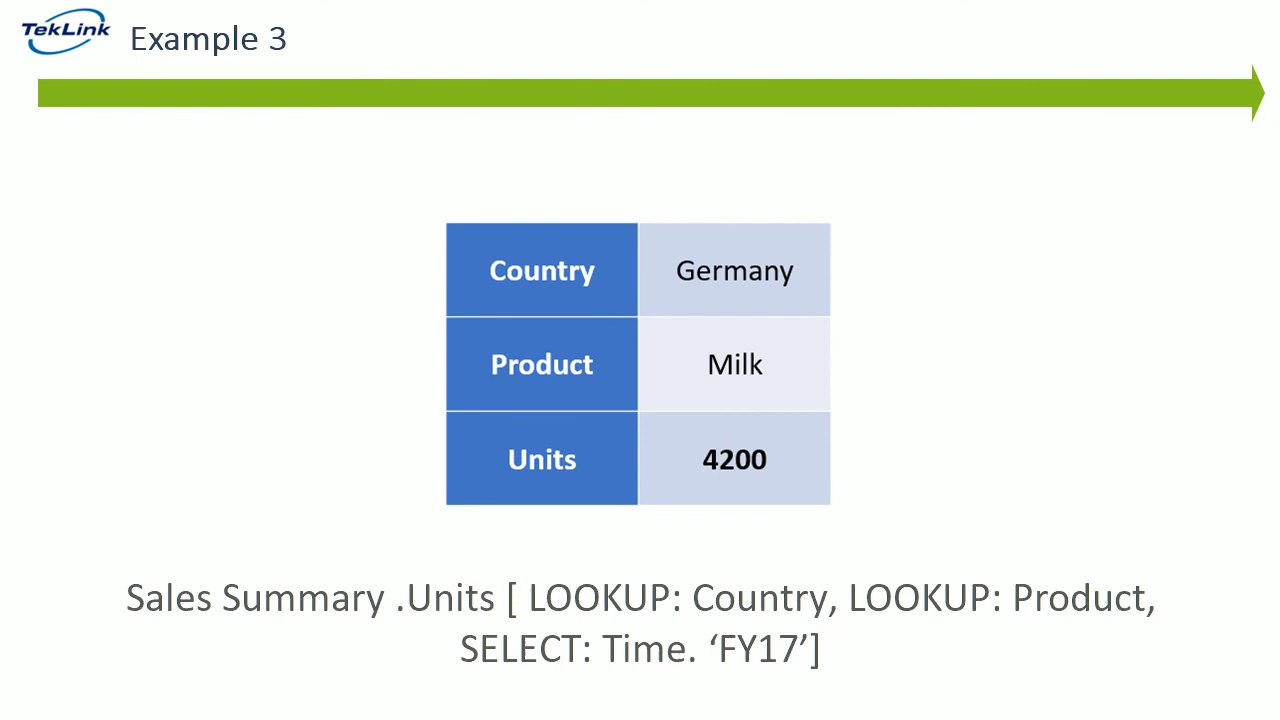 TekLink
Example 3
Country Germany
Product Milk
Units 4200
Sales Summary .Units [ LOOKUP: Country, LOOKUP: Product,
SELECT: Time. ‘FY17’]